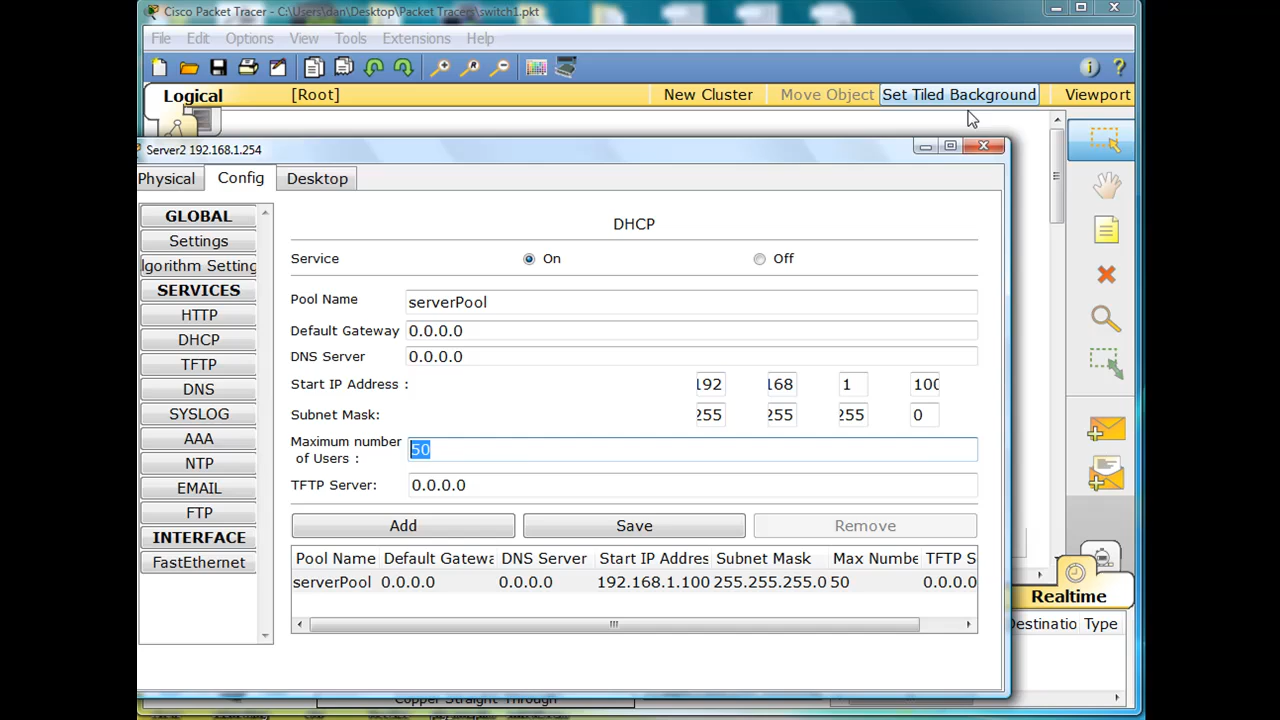 Cisco Packet Tracer - C:\Users\dan\Desktop\Packet Tracers\switch1.pkt
File Edit Options View Tools Extensions Help
Logical [Root] New Cluster Move Object Set Tiled Background Viewport
Server2 192.168.1.254
Physical Config Desktop
GLOBAL
Settings
lgorithm Setting
SERVICES
HTTP
DHCP
TFTP
DNS
SYSLOG
AAA
NTP
EMAIL
FTP
INTERFACE
FastEthernet
DHCP
Service On Off
Pool Name serverPool
Default Gateway 0.0.0.0
DNS Server 0.0.0.0
Start IP Address : 192 168 1 100
Subnet Mask: 255 255 255 0
Maximum number
of Users : 50
TFTP Server: 0.0.0.0
Add Save Remove
Pool Name Default Gatewa DNS Server Start IP Addres Subnet Mask Max Numbe TFTP S
serverPool 0.0.0.0 0.0.0.0 192.168.1.100 255.255.255.0 50 0.0.0.0
Realtime
Destinatio Type
Copper Straight-Through